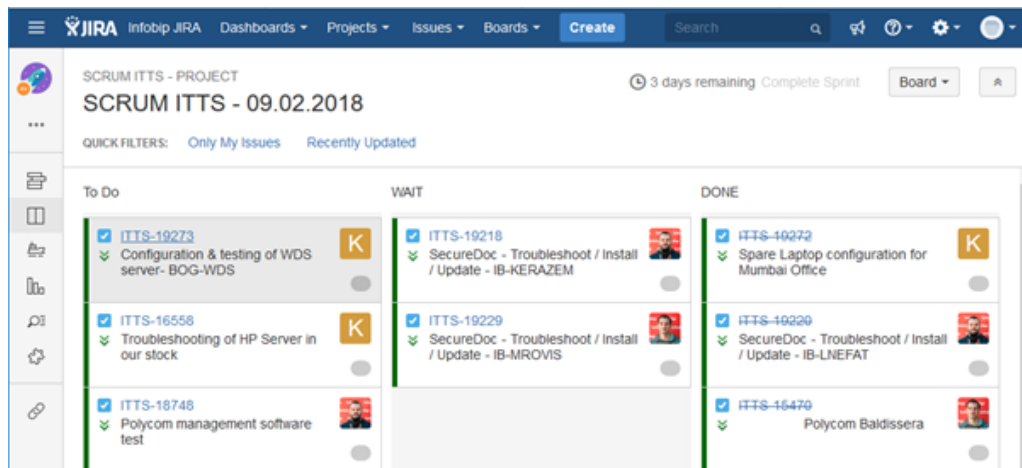 JIRA Infobip JIRA Dashboards Projects Issues Boards Create Search
SCRUM ITTS - PROJECT
3 days remaining Complete Sprint Board
SCRUM ITTS - 09.02.2018
QUICK FILTERS: Only My Issues Recently Updated
To Do
ITTS-19273
K
Configuration & testing of WDS
server- BOG-WDS
ITTS-16558
K
Troubleshooting of HP Server in
our stock
ITTS-18748
Polycom management software
test
WAIT
ITTS-19218
SecureDoc - Troubleshoot / Install
/ Update - IB-KERAZEM
ITTS-19229
SecureDoc - Troubleshoot / Install
/ Update - IB-MROVIS
DONE
ITTS-19272
K
Spare Laptop configuration for
Mumbai Office
ITTS-19220
SecureDoc - Troubleshoot / Install
/ Update - IB-LNEFAT
ITTS-15470
Polycom Baldissera